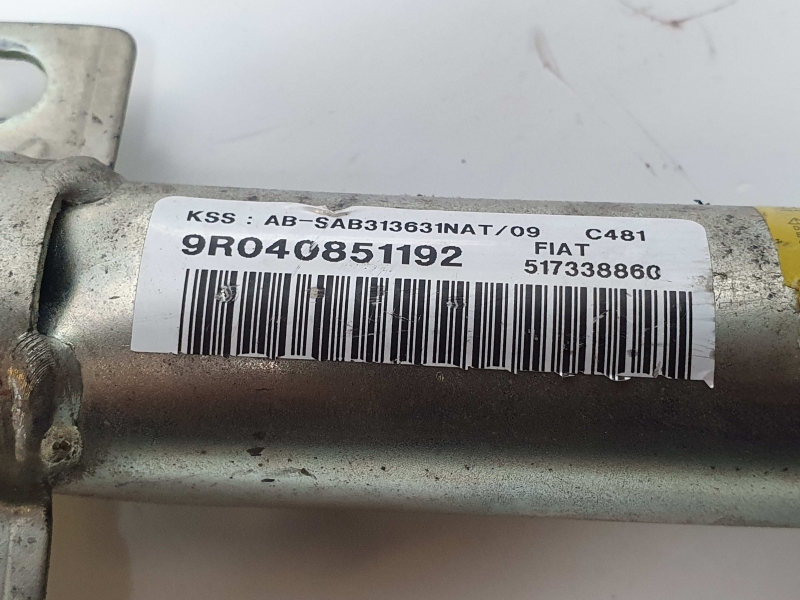 KSS : AB-SAB313631NAT/09 C481
9R040851192 FIAT
517338860